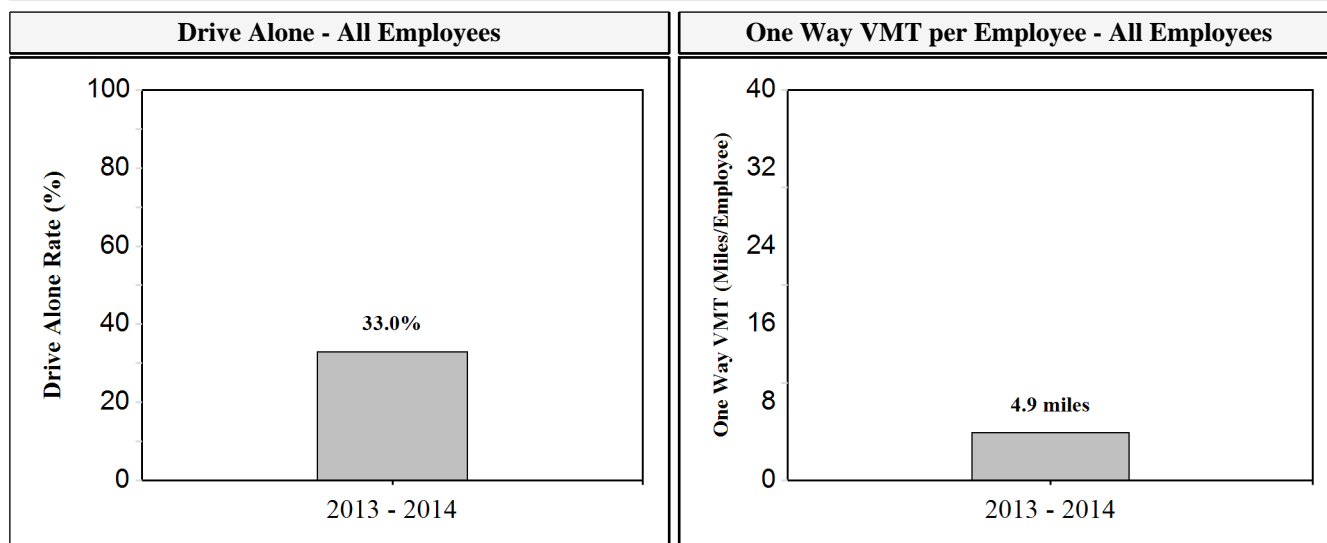 Drive Alone - All Employees
One Way VMT per Employee - All Employees
Drive Alone Rate (%)
100
80
60
40
20
0
33.0%
2013 - 2014
One Way VMT (Miles/Employee)
40
32
24
16
8
0
4.9 miles
2013 - 2014